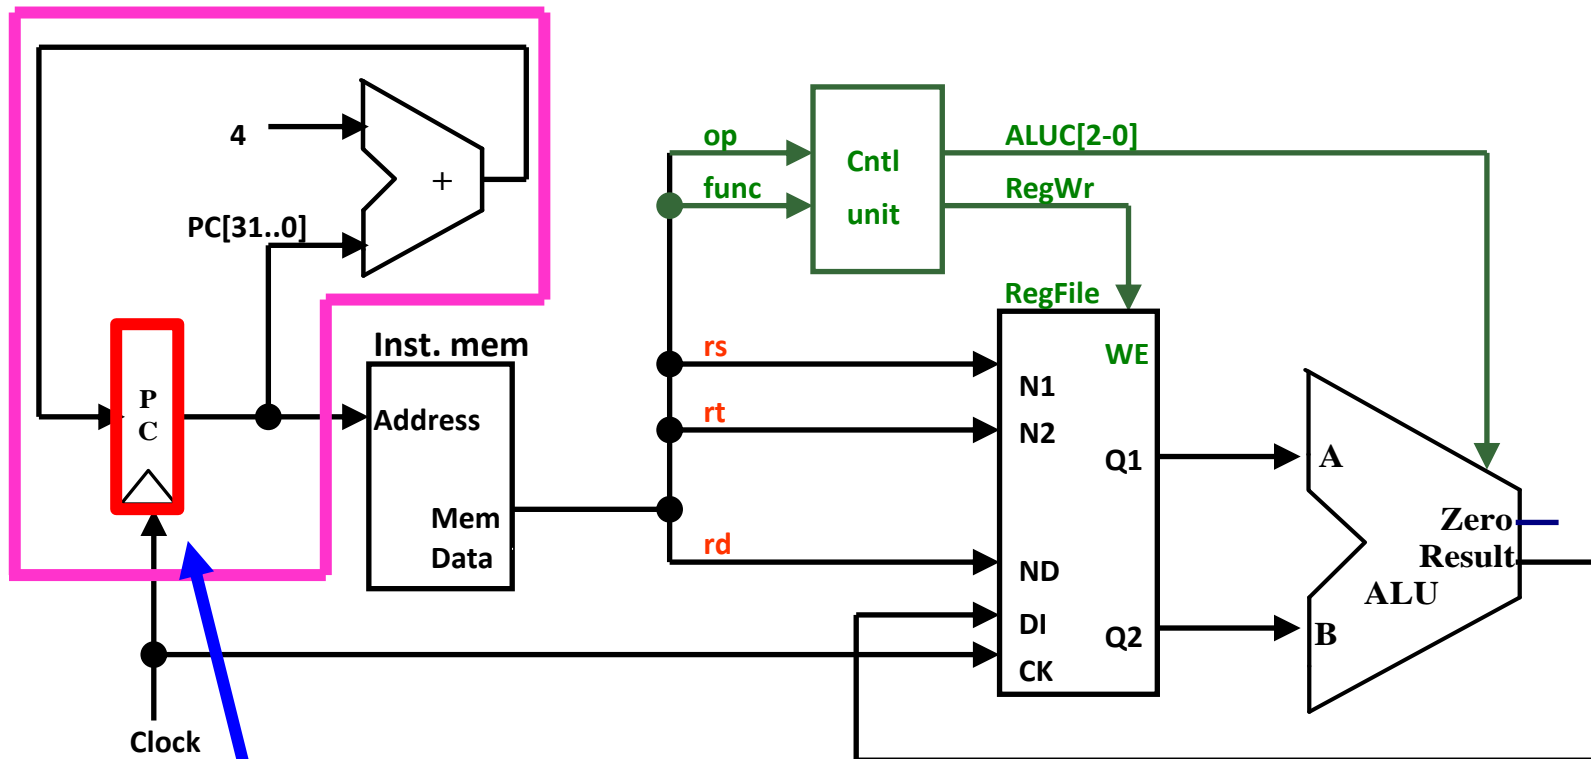 4
+
PC[31..0]
P
C
Inst. mem
Address
Mem
Data
Clock
op
func
Cntl
unit
ALUC[2-0]
RegWr
RegFile
WE
rs
N1
rt
N2
Q1
rd
ND
DI
Q2
CK
A
Zero
Result
ALU
B